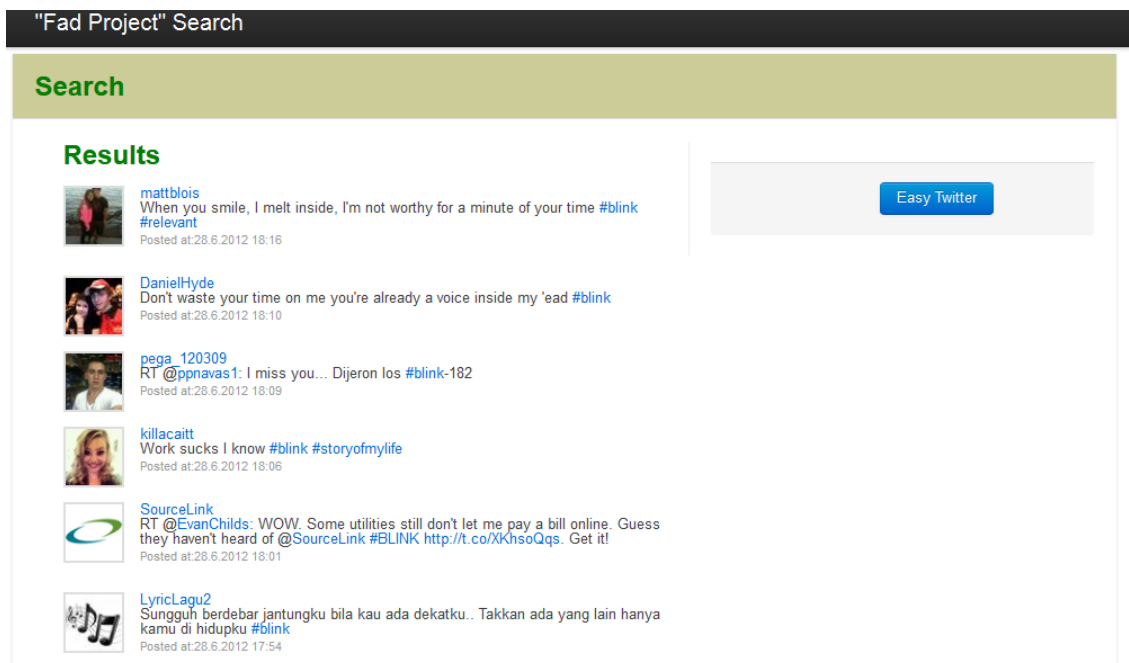 "Fad Project" Search
Search
Results
mattblois
When you smile, I melt inside, I'm not worthy for a minute of your time #blink
#relevant
Posted at:28.6.2012 18:16
Easy Twitter
DanielHyde
Don't waste your time on me you're already a voice inside my 'ead #blink
Posted at:28.6.2012 18:10
pega_120309
RT @ppnavas1: I miss you... Dijeron los #blink-182
Posted at:28.6.2012 18:09
killacaitt
Work sucks I know #blink #storyofmylife
Posted at:28.6.2012 18:06
SourceLink
RT @EvanChilds: WOW. Some utilities still don't let me pay a bill online. Guess
they haven't heard of @SourceLink #BLINK http://t.co/XKhsoQqs. Get it!
Posted at:28.6.2012 18:01
LyricLagu2
Sungguh berdebar jantungku bila kau ada dekatku.. Takkan ada yang lain hanya
kamu di hidupku #blink
Posted at:28.6.2012 17:54